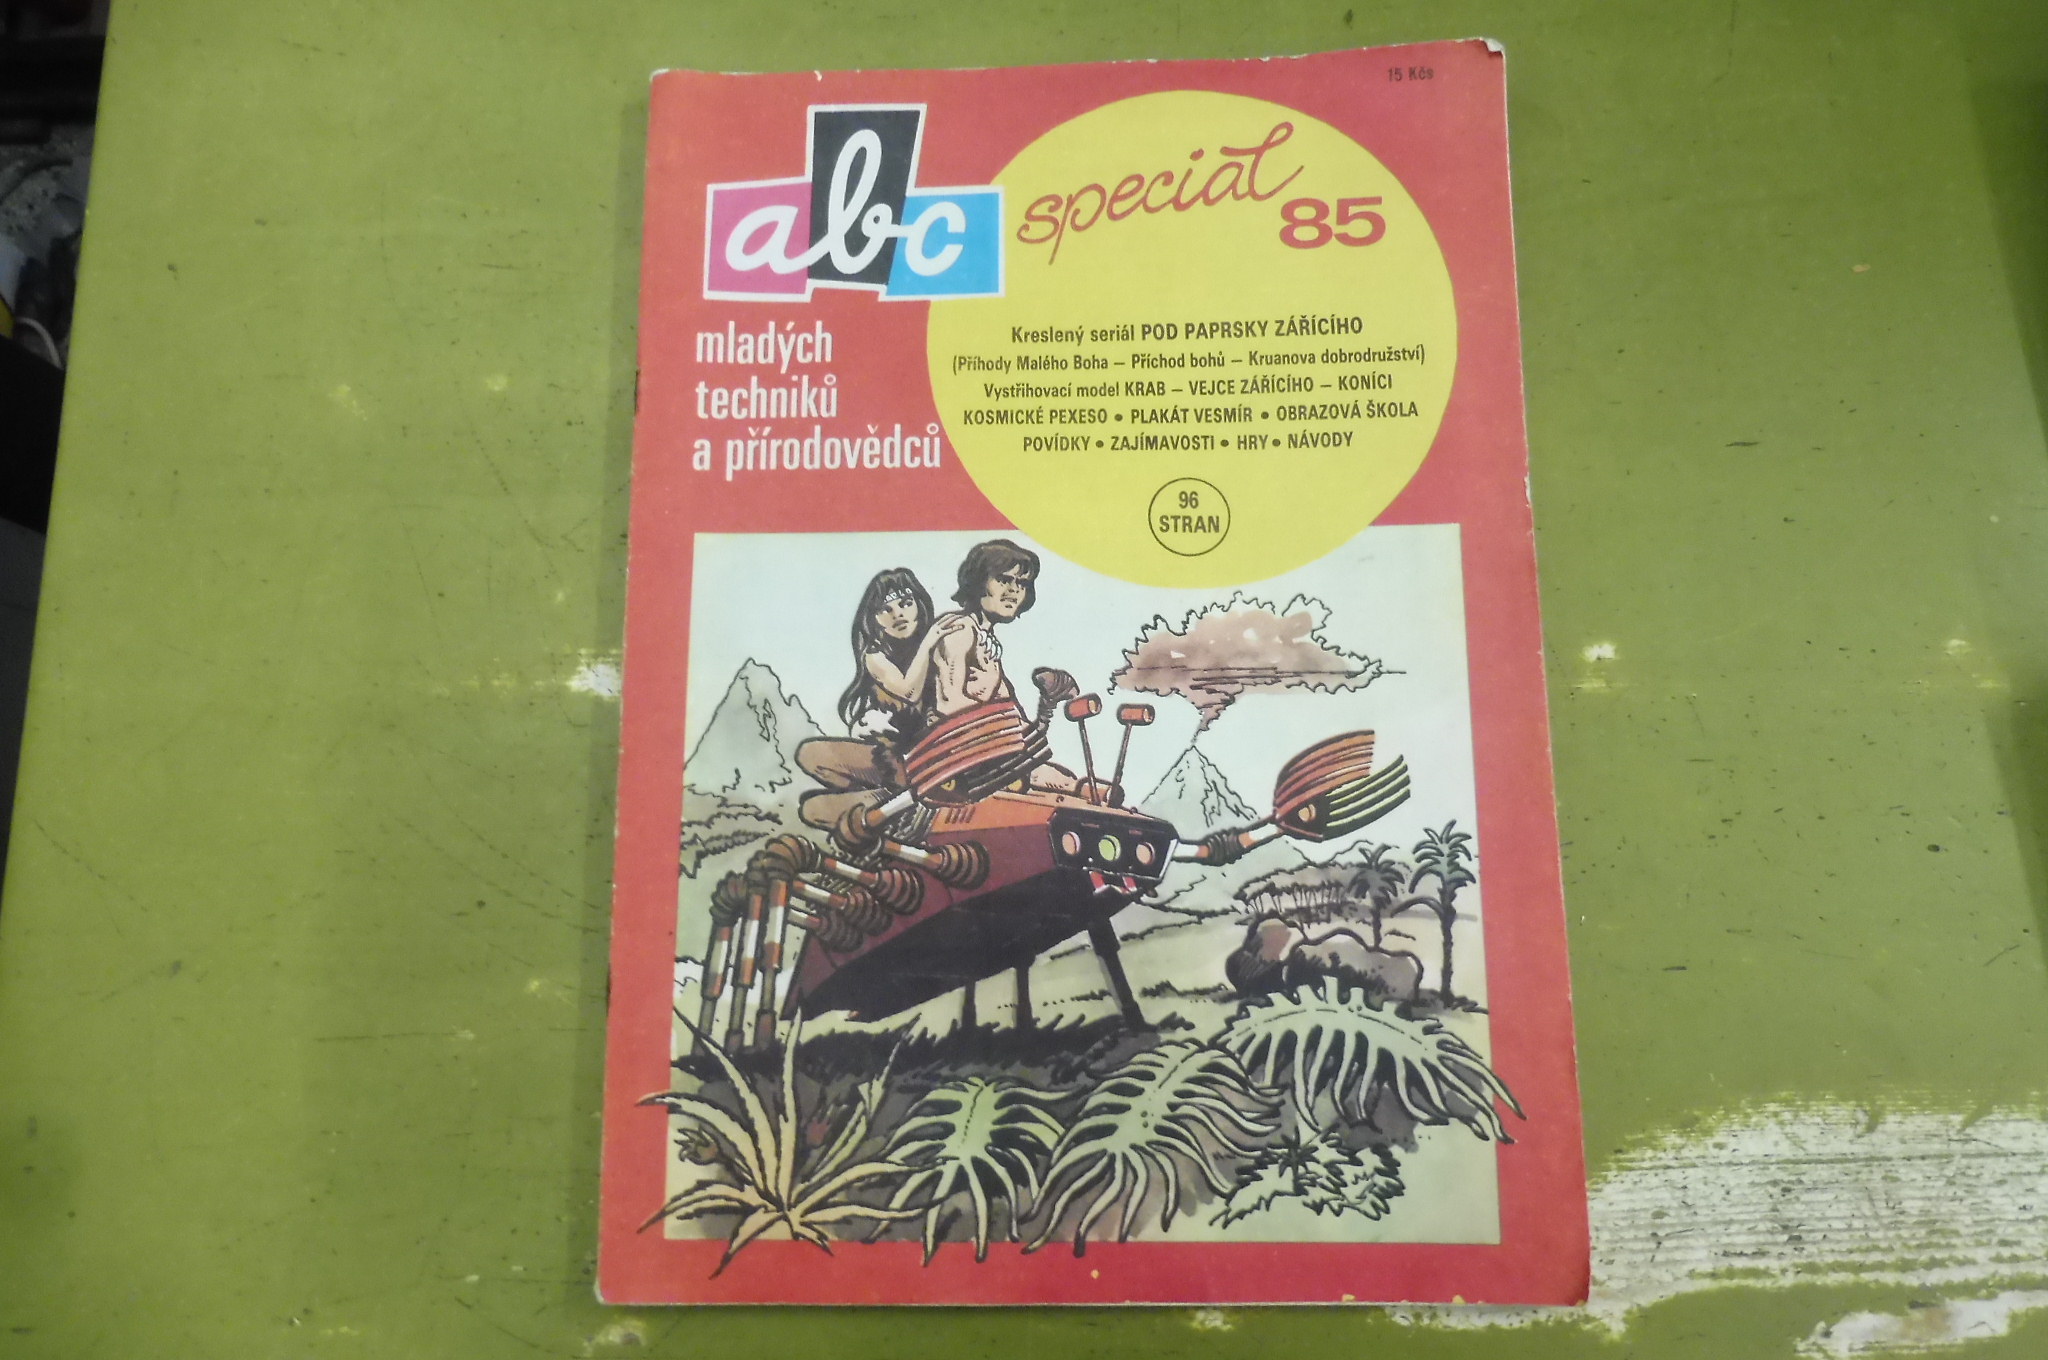 15 Kčs
abc
speciál
85
mladých
techniků
a přírodovědců
Kreslený seriál POD PAPRSKY ZÁŘÍCÍHO
(Příhody Malého Boha – Příchod bohů – Kruanova dobrodružství)
Vystřihovací model KRAB – VEJCE ZÁŘÍCÍHO – KONÍCI
KOSMICKÉ PEXESO • PLAKÁT VESMÍR • OBRAZOVÁ ŠKOLA
POVÍDKY • ZAJÍMAVOSTI • HRY • NÁVODY
96
STRAN